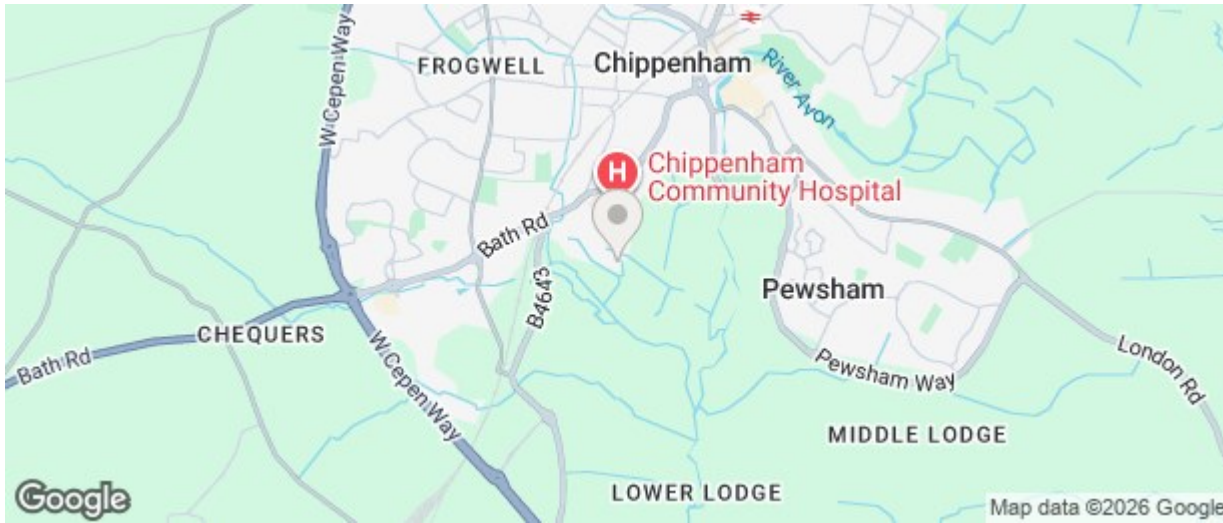 W Cepen Way
FROGWELL
Chippenham
River Avon
H
Chippenham
Community Hospital
Bath Rd
B4643
Pewsham
CHEQUERS
Bath Rd
W Cepen Way
Pewsham Way
London Rd
MIDDLE LODGE
LOWER LODGE
Google
Map data ©2026 Google